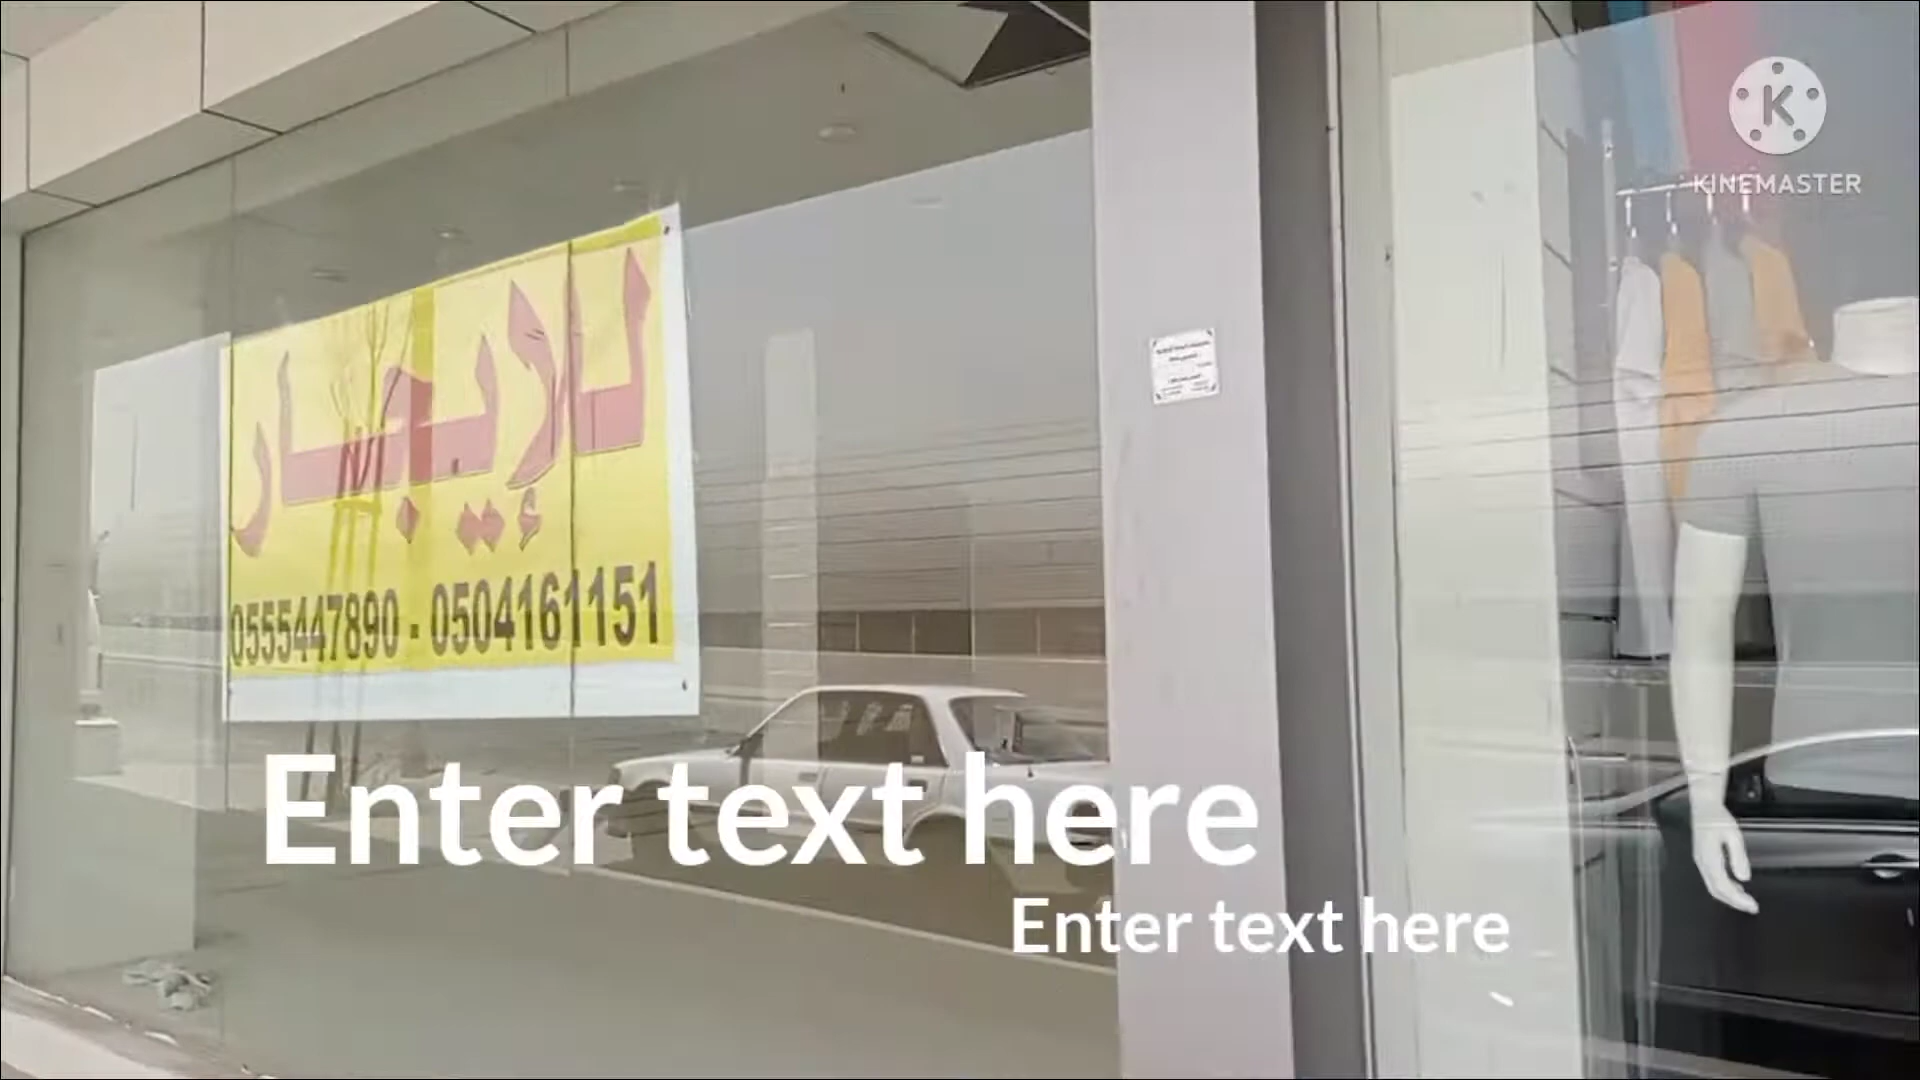 KINEMASTER
للإيجار
0555447890 - 0504161151
Enter text here
Enter text here